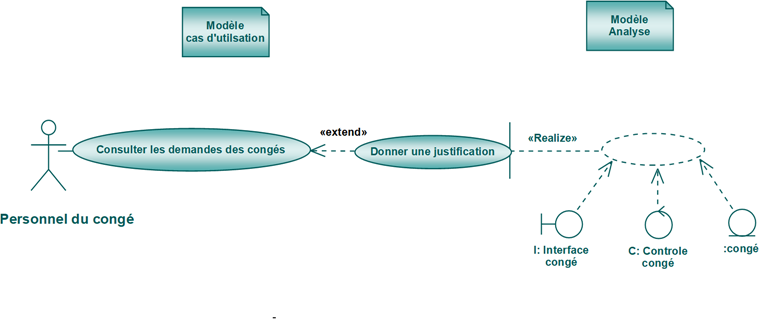 Modèle
cas d'utilsation
Modèle
Analyse
«extend»
«Realize»
Consulter les demandes des congés
Donner une justification
Personnel du congé
I: Interface
congé
C: Controle
congé
:congé
-